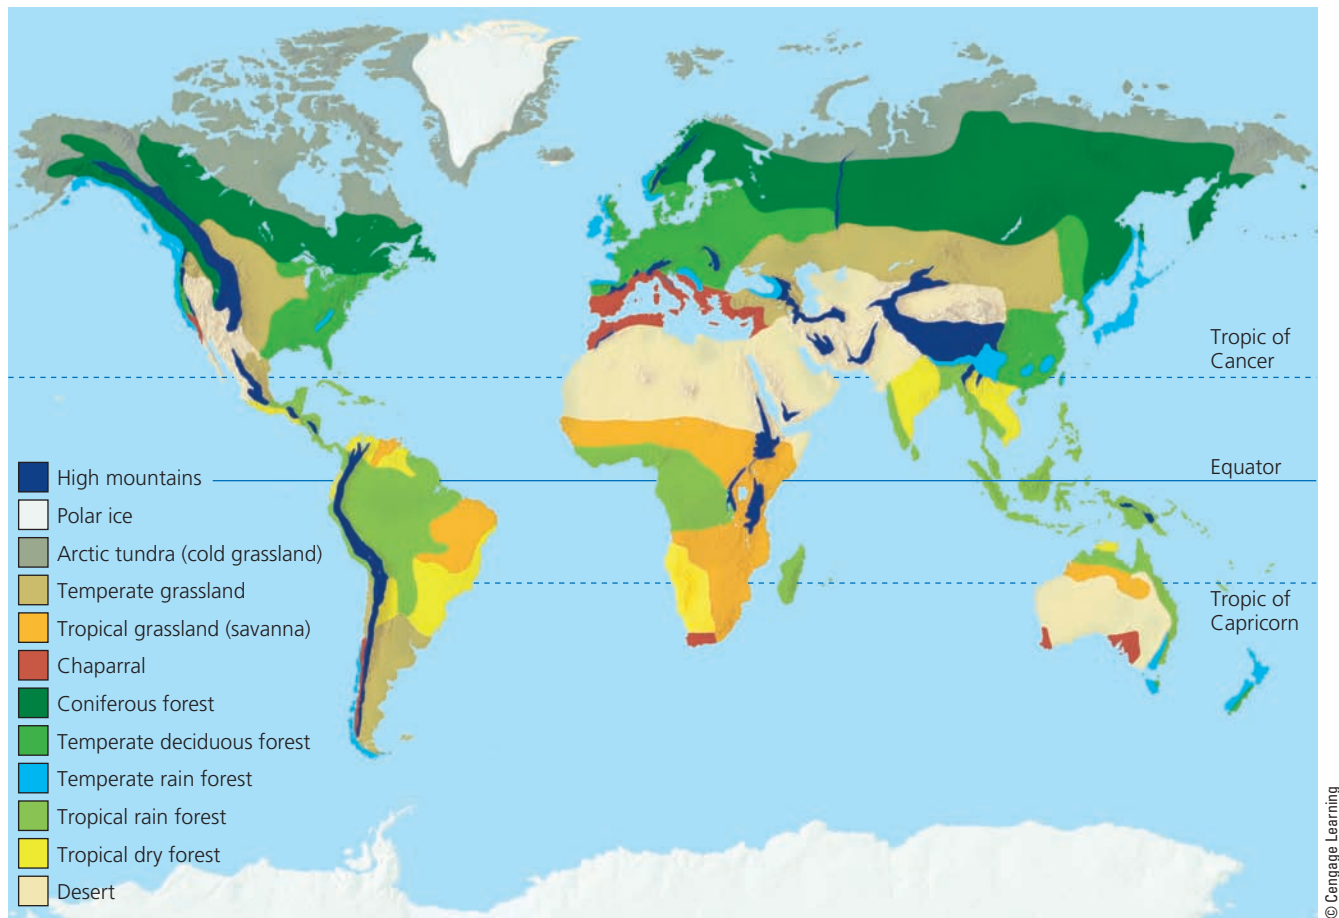 Tropic of
Cancer
Equator
High mountains
Polar ice
Arctic tundra (cold grassland)
Temperate grassland
Tropical grassland (savanna)
Tropic of
Capricorn
Chaparral
Coniferous forest
Temperate deciduous forest
Temperate rain forest
Tropical rain forest
Tropical dry forest
Desert
© Cengage Learning